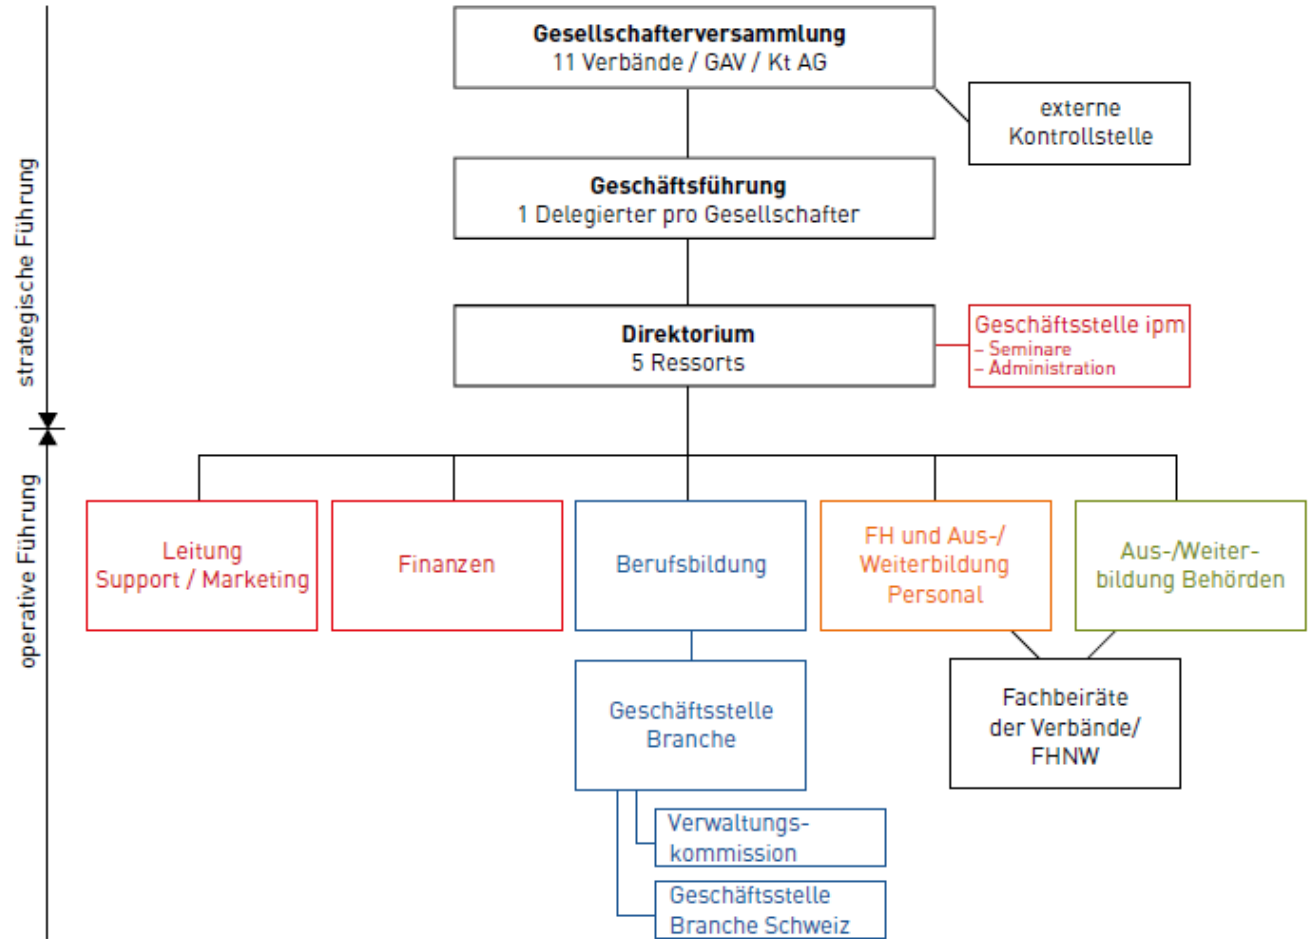 Gesellschafterversammlung
11 Verbände / GAV / Kt AG
externe
Kontrollstelle
strategische Führung
Geschäftsführung
1 Delegierter pro Gesellschafter
Direktorium
5 Ressorts
Geschäftsstelle ipm
– Seminare
– Administration
operative Führung
Leitung
Support / Marketing
Finanzen
Berufsbildung
FH und Aus-/
Weiterbildung
Personal
Aus-/Weiter-
bildung Behörden
Geschäftsstelle
Branche
Fachbeiräte
der Verbände/
FHNW
Verwaltungs-
kommission
Geschäftsstelle
Branche Schweiz